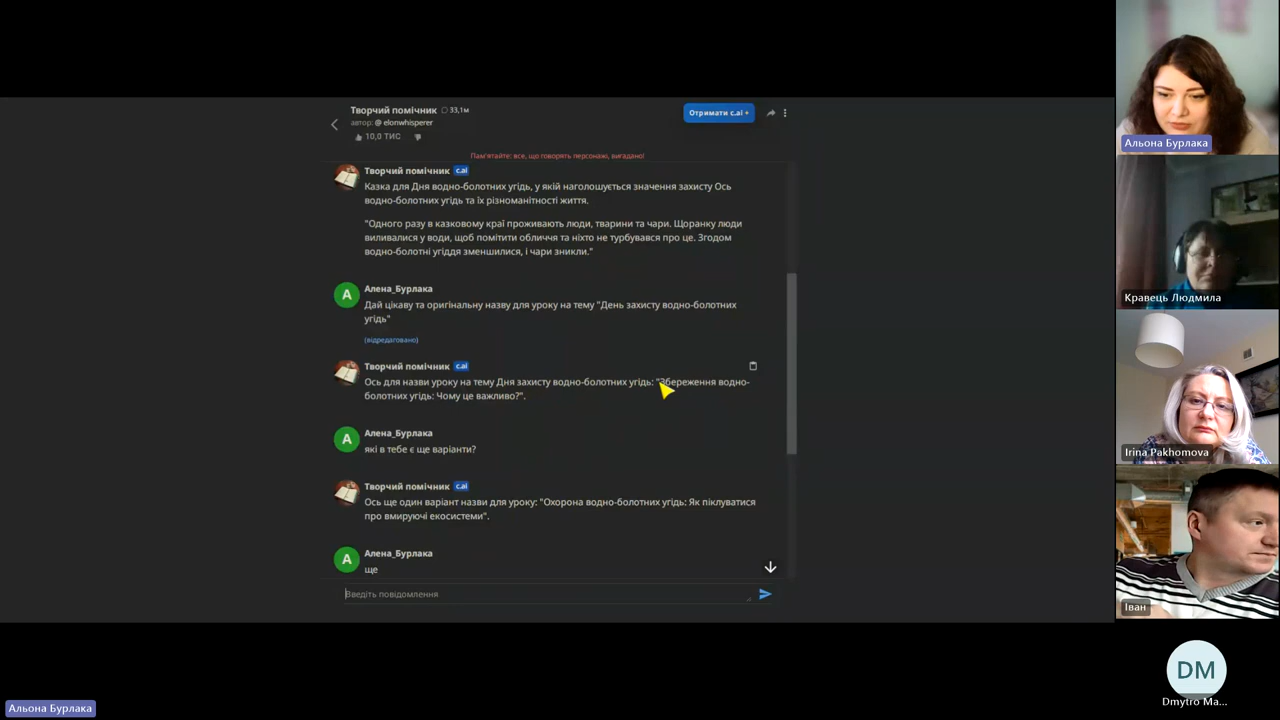 Творчий помічник 33,1м
автор: @ elonwhisperer
10,0 ТИС
Отримати c.ai +
Пам'ятайте: все, що говорять персонажі, вигадано!
Творчий помічник c.ai
Казка для Дня водно-болотних угідь, у якій наголошується значення захисту Ось
водно-болотних угідь та їх різноманітності життя.
"Одного разу в казковому краї проживають люди, тварини та чари. Щоранку люди
виливалися у води, щоб помітити обличчя та ніхто не турбувався про це. Згодом
водно-болотні угіддя зменшилися, і чари зникли."
A
Алена_Бурлака
Дай цікаву та оригінальну назву для уроку на тему "День захисту водно-болотних
угідь"
(відредаговано)
Творчий помічник c.ai
Ось для назви уроку на тему Дня захисту водно-болотних угідь: "Збереження водно-
болотних угідь: Чому це важливо?".
A
Алена_Бурлака
які в тебе є ще варіанти?
Творчий помічник c.ai
Ось ще один варіант назви для уроку: "Охорона водно-болотних угідь: Як піклуватися
про вмируючі екосистеми".
A
Алена_Бурлака
ще
Введіть повідомлення
Альона Бурлака
Кравець Людмила
Irina Pakhomova
Іван
DM
Dmytro Ma...
Альона Бурлака